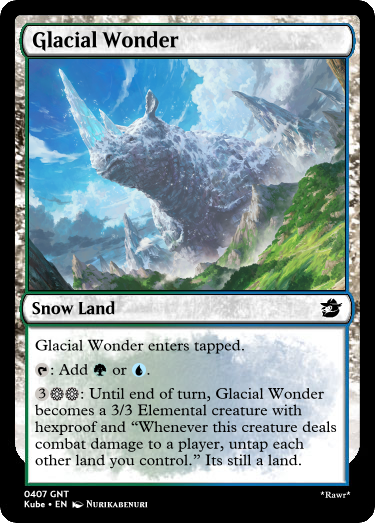 Glacial Wonder
Snow Land
Glacial Wonder enters tapped.
: Add or .
3 : Until end of turn, Glacial Wonder
becomes a 3/3 Elemental creature with
hexproof and “Whenever this creature deals
combat damage to a player, untap each
other land you control.” Its still a land.
0407 GNT
*Rawr*
Kube • EN Nurikabenuri